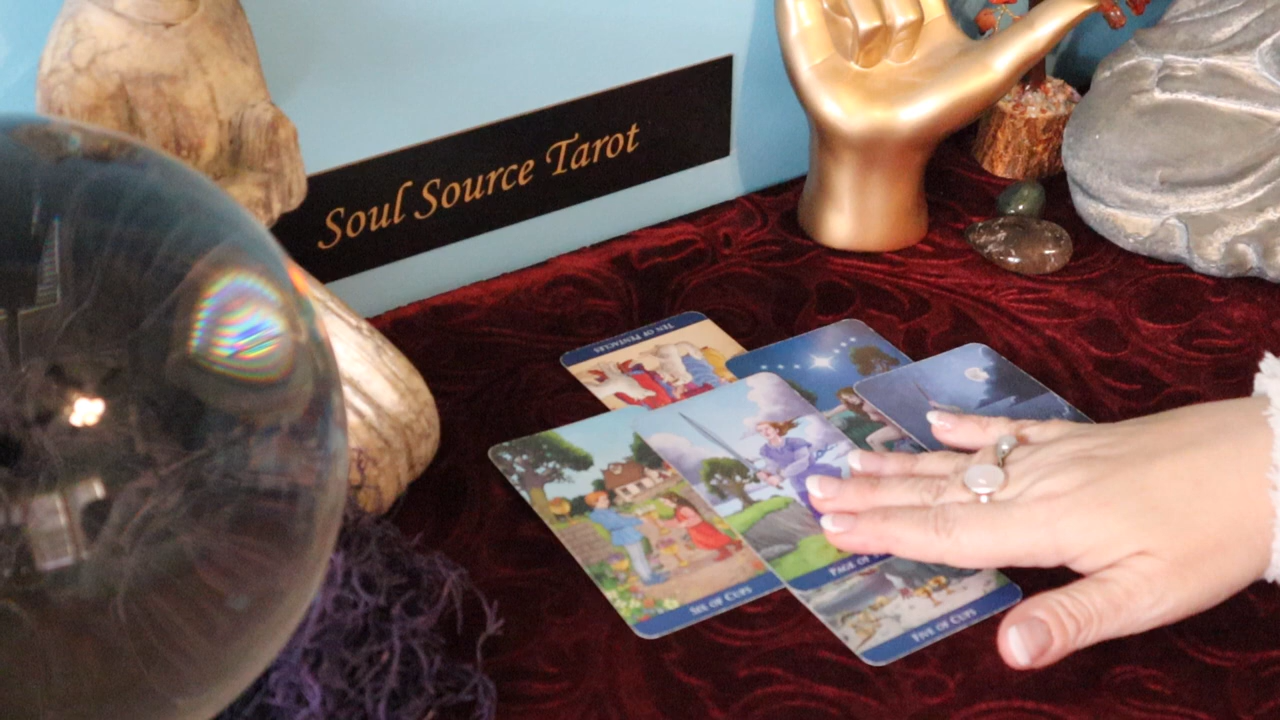 Soul Source Tarot
TEN OF PENTACLES
SIX OF CUPS
PAGE OF
FIVE OF CUPS